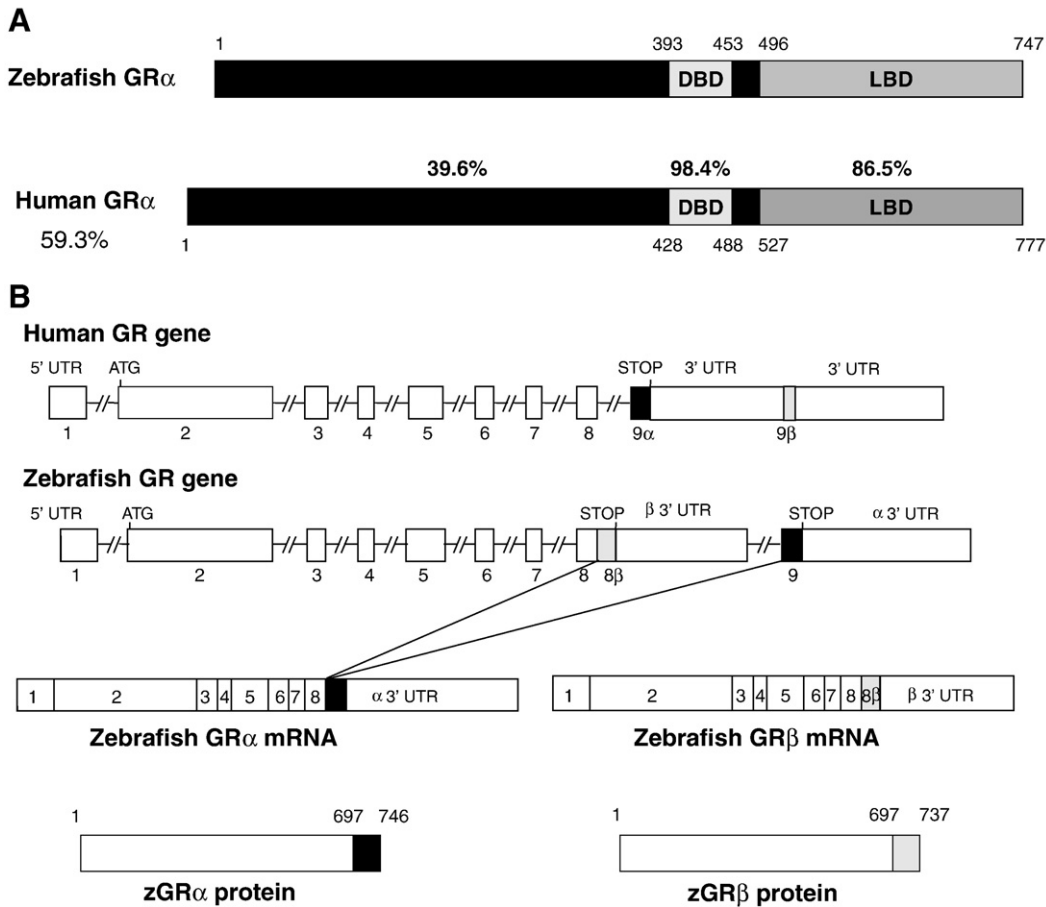 A
1 393 453 496 747
Zebrafish GRα DBD LBD
39.6% 98.4% 86.5%
Human GRα DBD LBD
59.3%
1 428 488 527 777
B
Human GR gene
5' UTR ATG STOP 3' UTR 3' UTR
1 2 3 4 5 6 7 8 9α 9β
Zebrafish GR gene
5' UTR ATG STOP β 3' UTR STOP α 3' UTR
1 2 3 4 5 6 7 8 8β 9
1 2 3 4 5 6 7 8 α 3' UTR
1 2 3 4 5 6 7 8 8β β 3' UTR
Zebrafish GRα mRNA
Zebrafish GRβ mRNA
1 697 746
1 697 737
zGRα protein
zGRβ protein